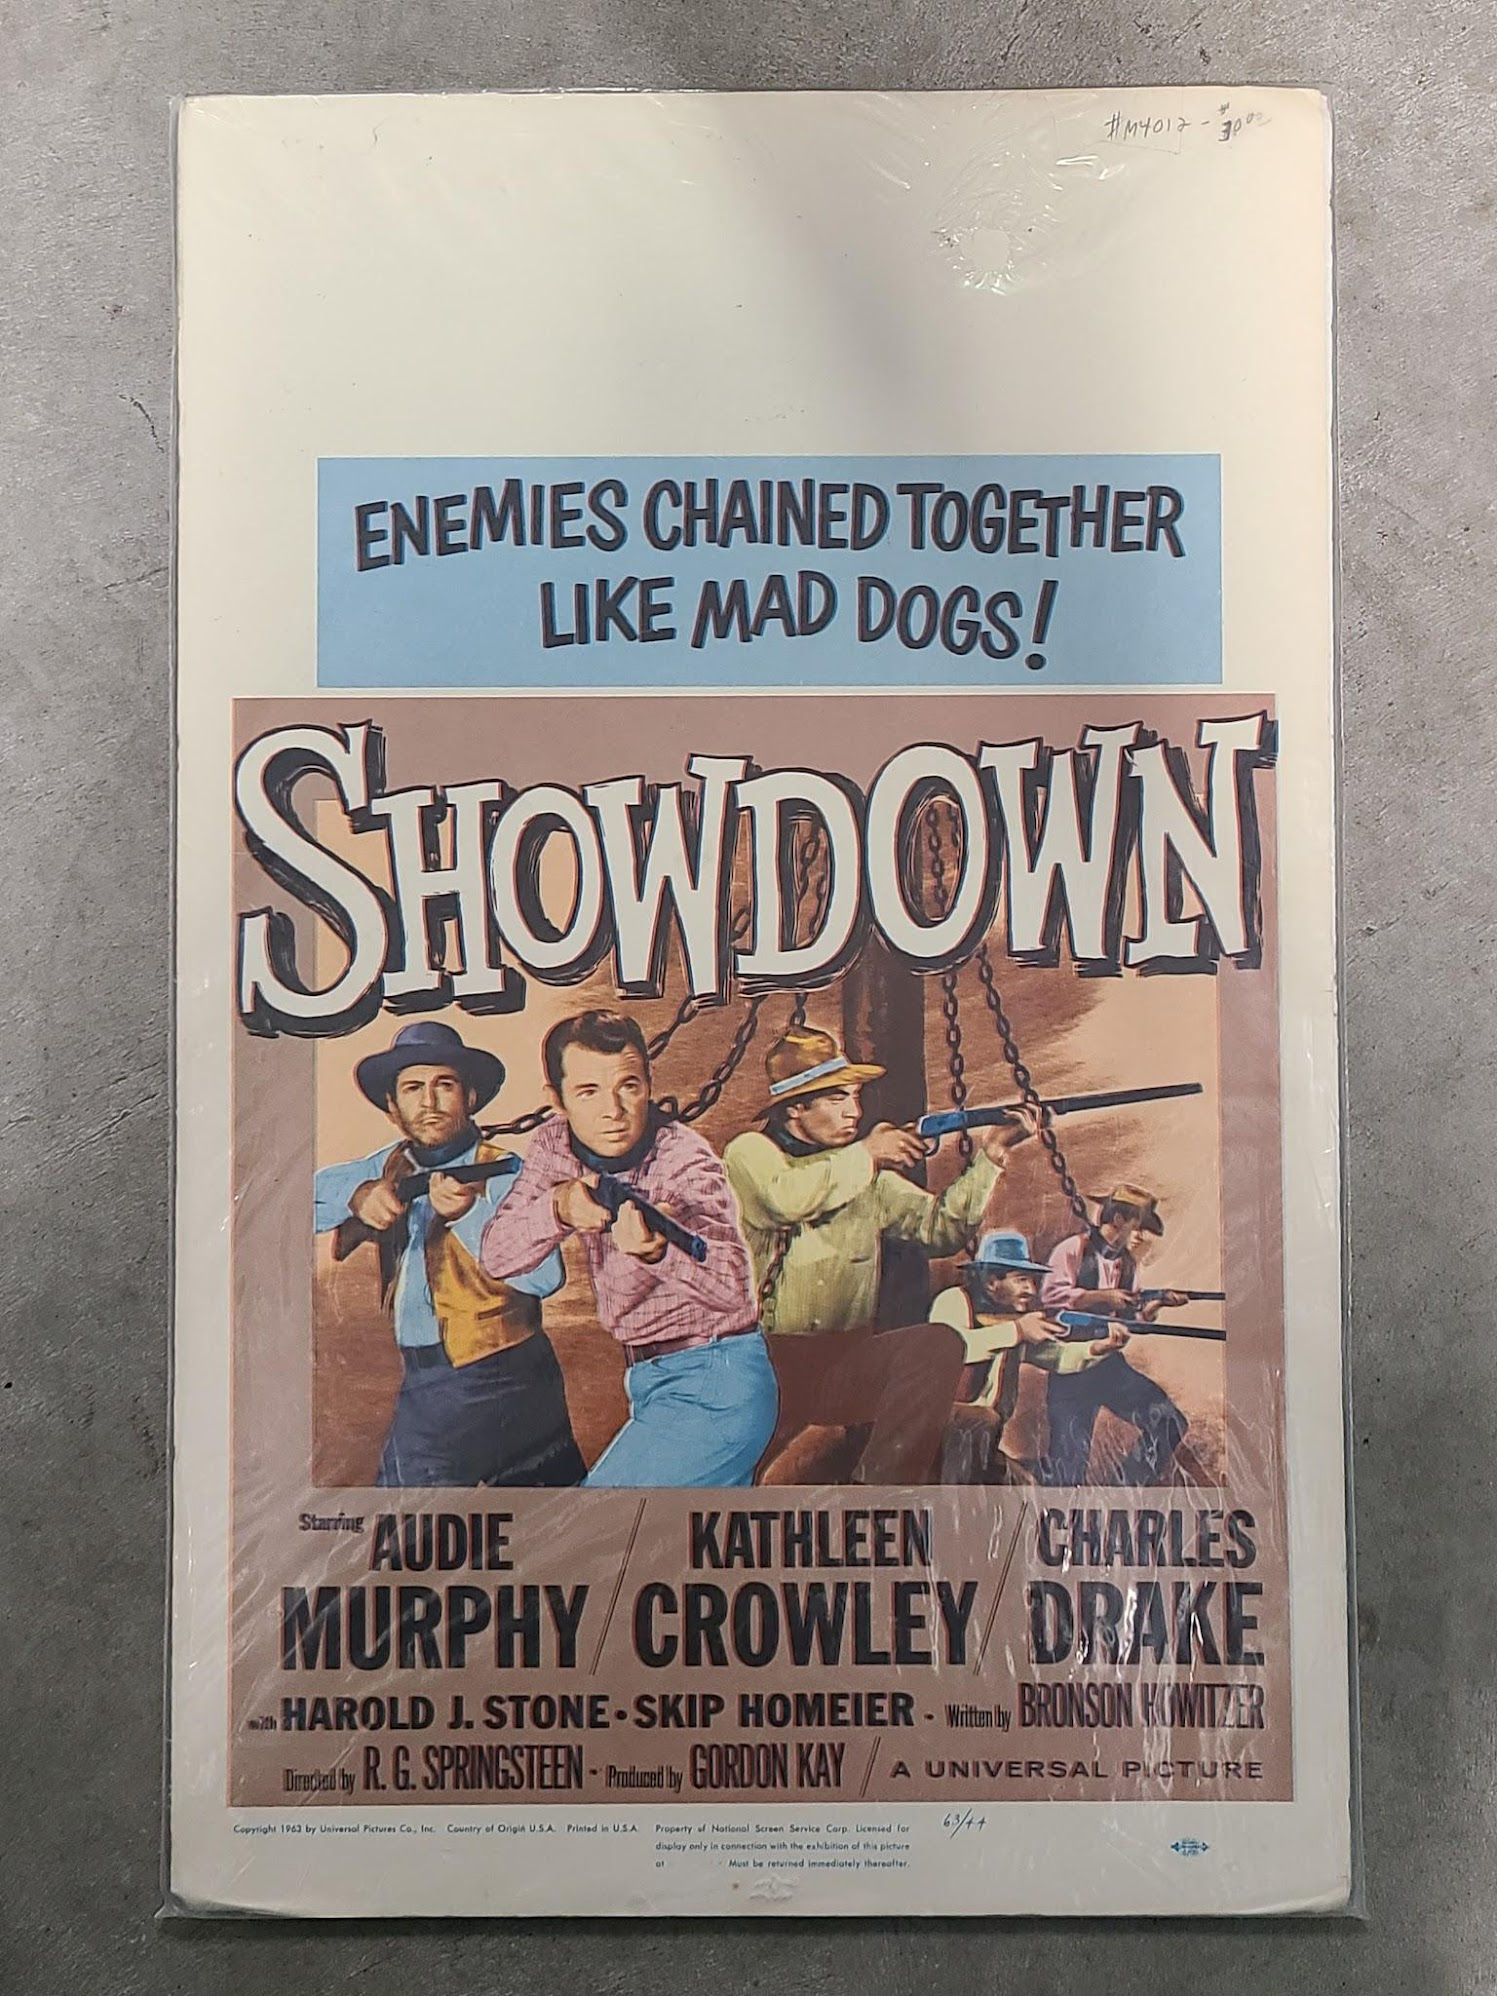 #M4012 - $30.00
ENEMIES CHAINED TOGETHER
LIKE MAD DOGS!
SHOWDOWN
Starring AUDIE MURPHY / KATHLEEN CROWLEY / CHARLES DRAKE
with HAROLD J. STONE • SKIP HOMEIER - Written by BRONSON HOWITZER
Directed by R. G. SPRINGSTEEN - Produced by GORDON KAY / A UNIVERSAL PICTURE
Copyright 1963 by Universal Pictures Co., Inc. Country of Origin U.S.A. Printed in U.S.A.
Property of National Screen Service Corp. Licensed for
display only in connection with the exhibition of this picture
at Must be returned immediately thereafter.
63/44